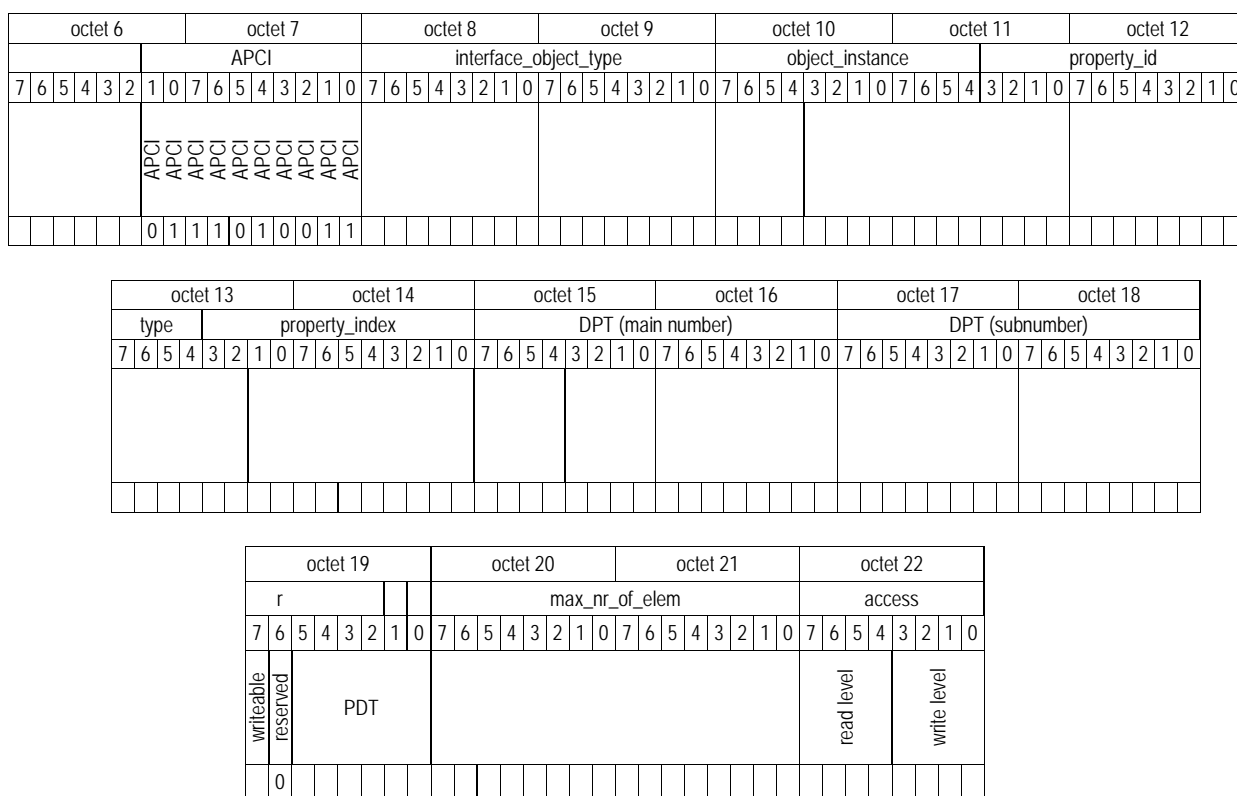 octet 6 octet 7 octet 8 octet 9 octet 10 octet 11 octet 12
APCI interface_object_type object_instance property_id
7 6 5 4 3 2 1 0 7 6 5 4 3 2 1 0 7 6 5 4 3 2 1 0 7 6 5 4 3 2 1 0 7 6 5 4 3 2 1 0 7 6 5 4 3 2 1 0 7 6 5 4 3 2 1 0
APCI APCI APCI APCI APCI APCI APCI APCI APCI APCI
0 1 1 1 0 1 0 0 1 1
octet 13 octet 14 octet 15 octet 16 octet 17 octet 18
type property_index DPT (main number) DPT (subnumber)
7 6 5 4 3 2 1 0 7 6 5 4 3 2 1 0 7 6 5 4 3 2 1 0 7 6 5 4 3 2 1 0 7 6 5 4 3 2 1 0 7 6 5 4 3 2 1 0
octet 19 octet 20 octet 21 octet 22
r max_nr_of_elem access
7 6 5 4 3 2 1 0 7 6 5 4 3 2 1 0 7 6 5 4 3 2 1 0 7 6 5 4 3 2 1 0
writeable reserved PDT read level write level
0